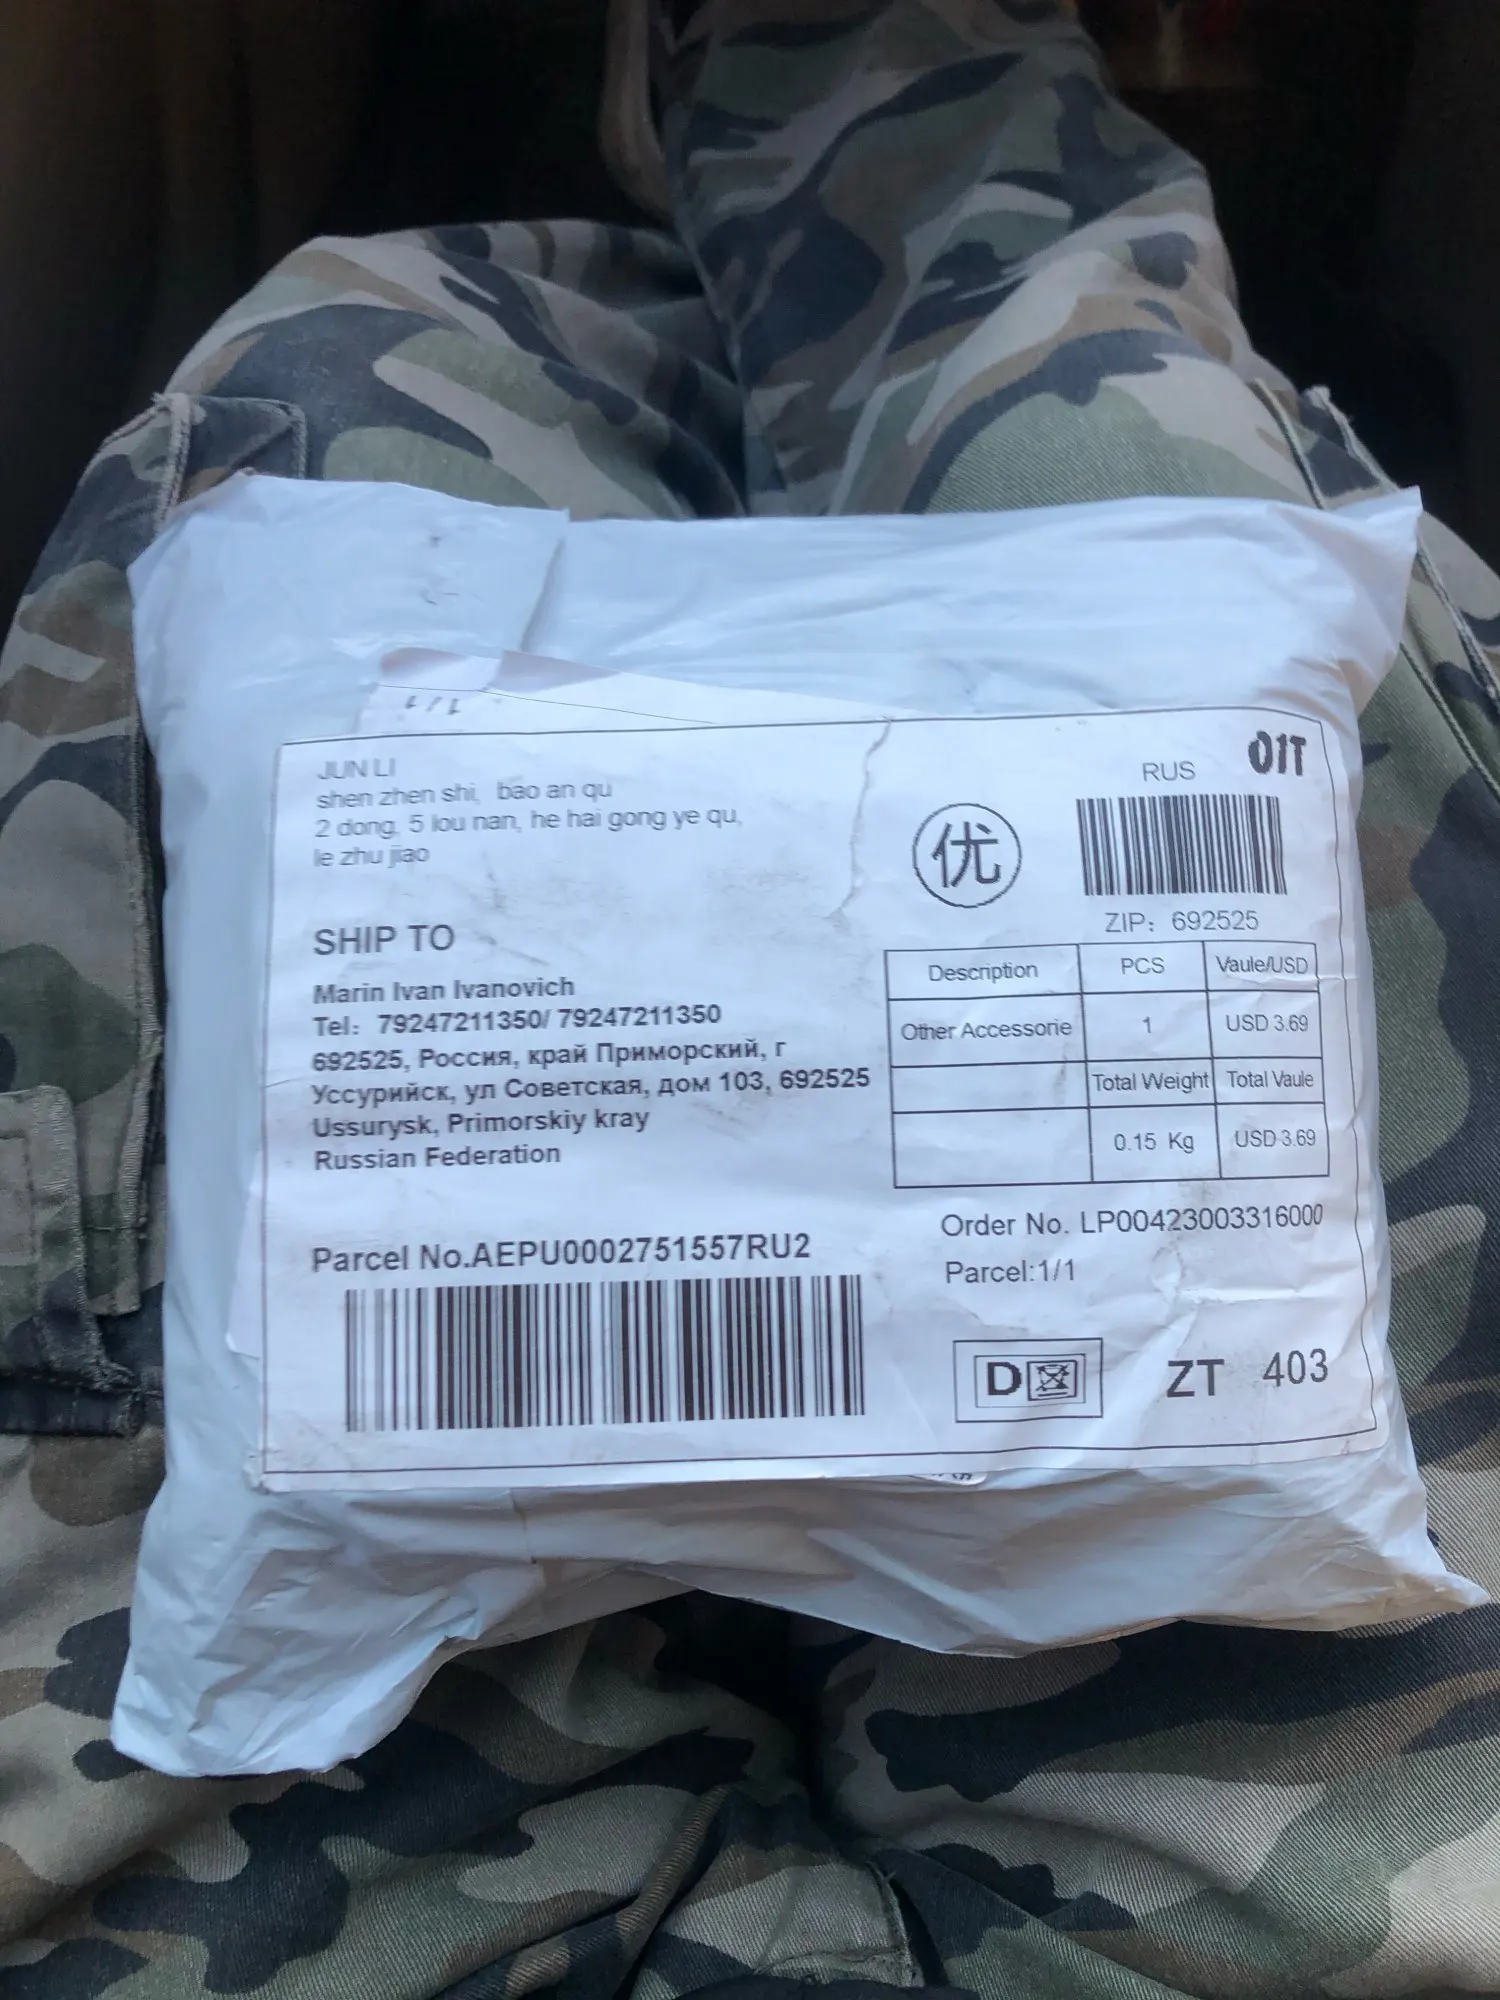 1/1
JUN LI
shen zhen shi, bao an qu
2 dong, 5 lou nan, he hai gong ye qu,
le zhu jiao
优
RUS
01T
ZIP: 692525
SHIP TO
Marin Ivan Ivanovich
Tel: 79247211350/ 79247211350
692525, Россия, край Приморский, г
Уссурийск, ул Советская, дом 103, 692525
Ussurysk, Primorskiy kray
Russian Federation
Description PCS Vaule/USD
Other Accessorie 1 USD 3.69
Total Weight Total Vaule
0.15 Kg USD 3.69
Parcel No.AEPU0002751557RU2
Order No. LP00423003316000
Parcel:1/1
D
ZT 403